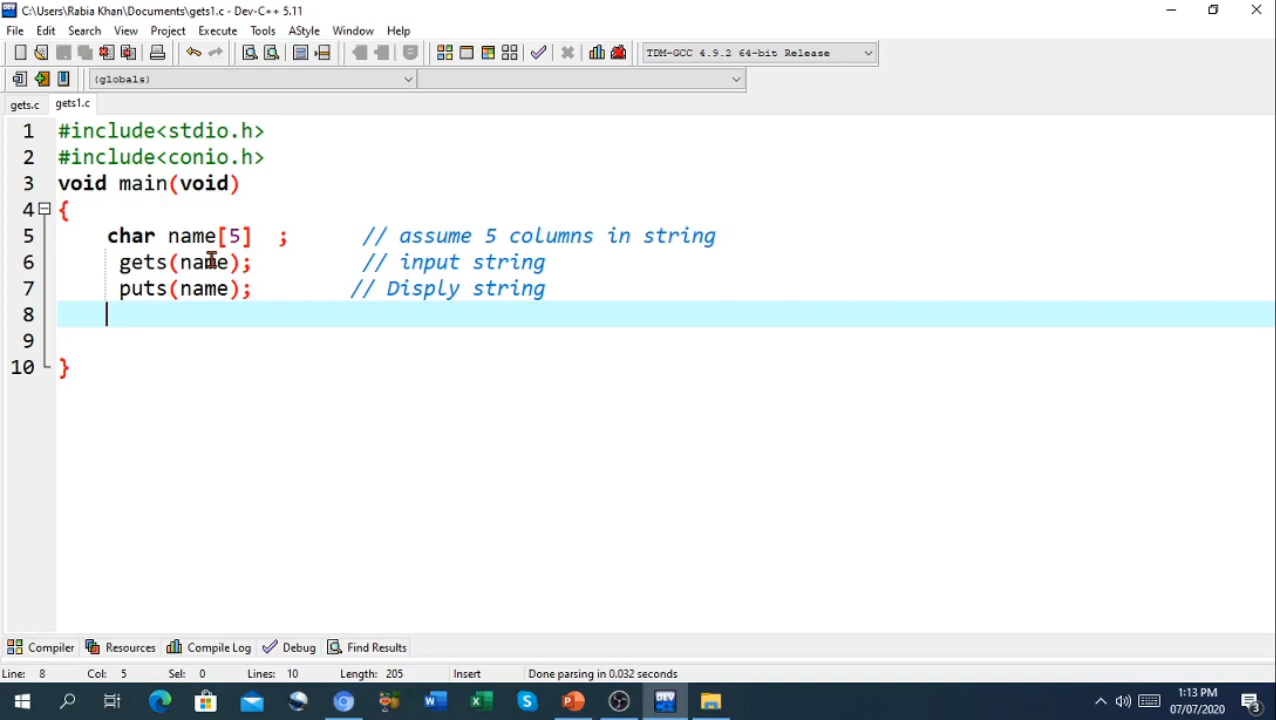 C:\Users\Rabia Khan\Documents\gets1.c - Dev-C++ 5.11
File Edit Search View Project Execute Tools AStyle Window Help
TDM-GCC 4.9.2 64-bit Release
(globals)
gets.c gets1.c
1 #include<stdio.h>
2 #include<conio.h>
3 void main(void)
4 {
5 char name[5] ; // assume 5 columns in string
6 gets(name); // input string
7 puts(name); // Disply string
8
9
10 }
Compiler Resources Compile Log Debug Find Results
Line: 8 Col: 5 Sel: 0 Lines: 10 Length: 205 Insert Done parsing in 0.032 seconds
1:13 PM
07/07/2020
3